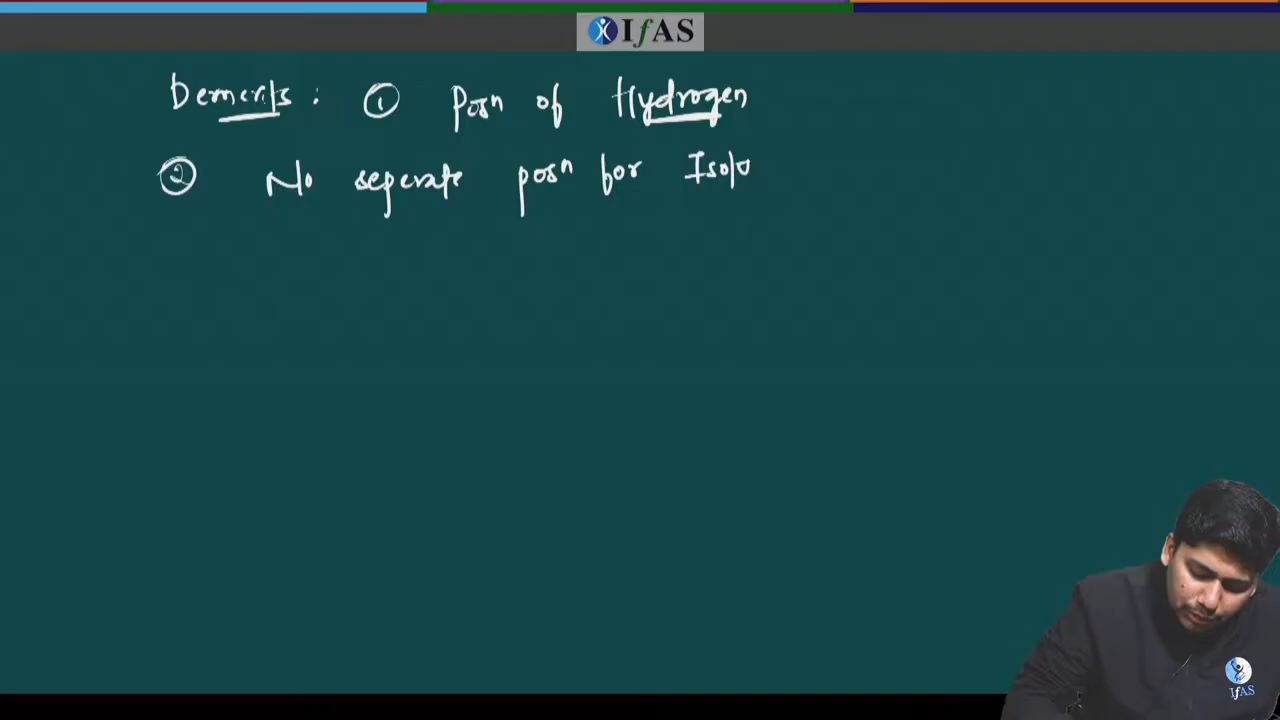 IfAS
Demerits : ① Posn of Hydrogen
② No seperate posn for Isoto
IfAS